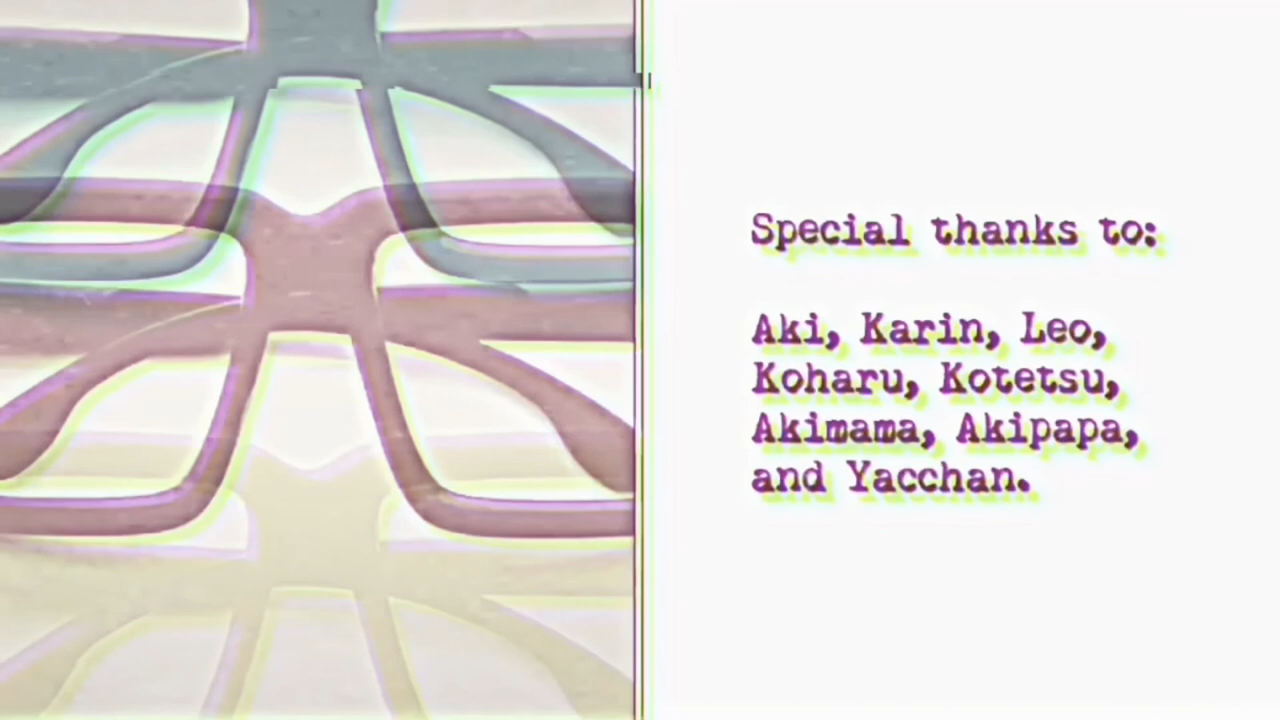 Special thanks to:
Aki, Karin, Leo,
Koharu, Kotetsu,
Akimama, Akipapa,
and Yacchan.